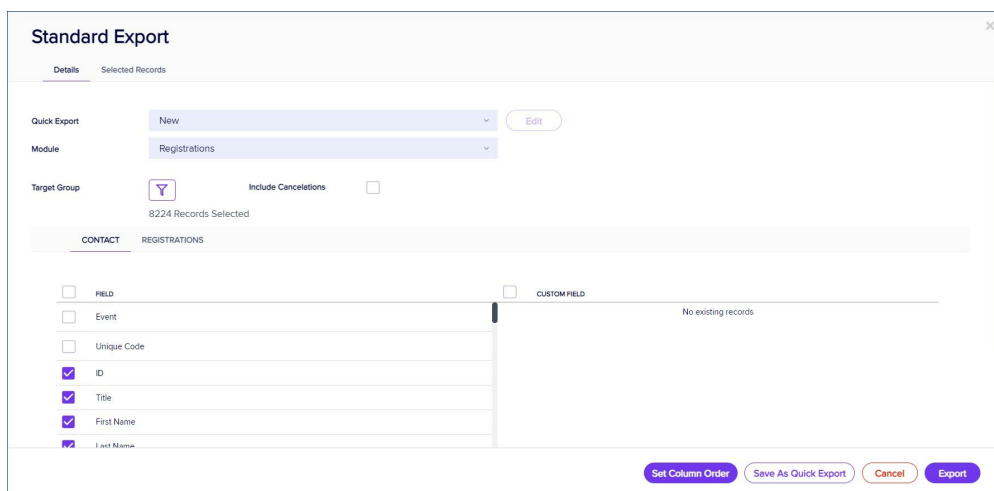 Standard Export
Details Selected Records
Quick Export New Edit
Module Registrations
Target Group Include Cancelations
8224 Records Selected
CONTACT REGISTRATIONS
FIELD CUSTOM FIELD
Event No existing records
Unique Code
ID
Title
First Name
Last Name
Set Column Order Save As Quick Export Cancel Export